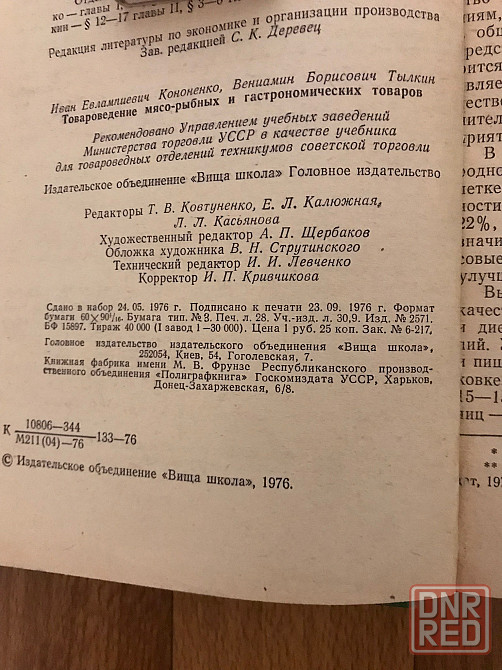 ко — главы I,
кин — § 12—17 главы II, § 3—6
Редакция литературы по экономике и организации производства
Зав. редакцией С. К. Деревец
Иван Евлампиевич Кононенко, Вениамин Борисович Тылкин
Товароведение мясо-рыбных и гастрономических товаров
Рекомендовано Управлением учебных заведений
Министерства торговли УССР в качестве учебника
для товароведных отделений техникумов советской торговли
Издательское объединение «Вища школа» Головное издательство
Редакторы Т. В. Ковтуненко, Е. Л. Калюжная,
Л. Л. Касьянова
Художественный редактор А. П. Щербаков
Обложка художника В. Н. Струтинского
Технический редактор И. И. Левченко
Корректор И. П. Кривчикова
Сдано в набор 24. 05. 1976 г. Подписано к печати 23. 09. 1976 г. Формат
бумаги 60×90¹/₁₆. Бумага тип. № 3. Печ. л. 28. Уч.-изд. л. 30,9. Изд. № 2571.
БФ 15897. Тираж 40 000 (I завод 1—30 000). Цена 1 руб. 25 коп. Зак. № 6-217.
Головное издательство издательского объединения «Вища школа»,
252054, Киев, 54, Гоголевская, 7.
Книжная фабрика имени М. В. Фрунзе Республиканского производ-
ственного объединения «Полиграфкнига» Госкомиздата УССР, Харьков,
Донец-Захаржевская, 6/8.
К 10806—344
М211(04)—76 —133—76
© Издательское объединение «Вища школа», 1976.
В
22%,
*
**
DNR
RED